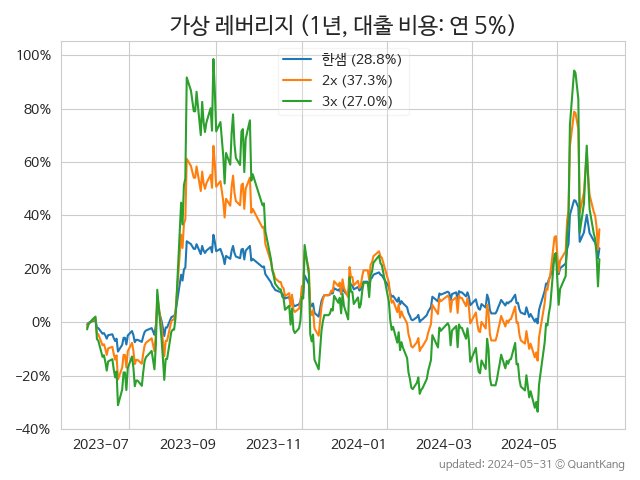 가상 레버리지 (1년, 대출 비용: 연 5%)
한샘 (28.8%)
2x (37.3%)
3x (27.0%)
100%
80%
60%
40%
20%
0%
−20%
−40%
2023-07
2023-09
2023-11
2024-01
2024-03
2024-05
updated: 2024-05-31 © QuantKang